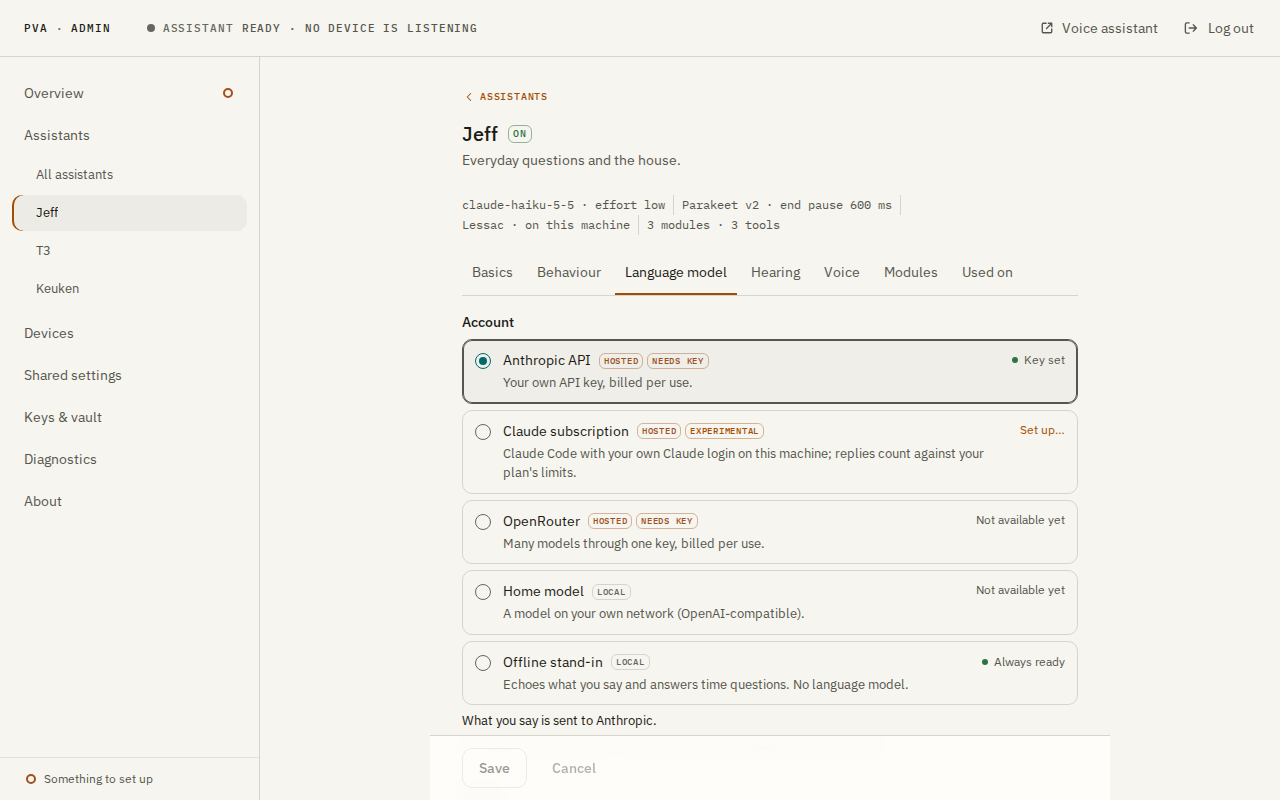 PVA · ADMIN
ASSISTANT READY · NO DEVICE IS LISTENING
Voice assistant
Log out
Overview
Assistants
All assistants
Jeff
T3
Keuken
Devices
Shared settings
Keys & vault
Diagnostics
About
Something to set up
ASSISTANTS
Jeff ON
Everyday questions and the house.
claude-haiku-5-5 · effort low Parakeet v2 · end pause 600 ms
Lessac · on this machine 3 modules · 3 tools
Basics Behaviour Language model Hearing Voice Modules Used on
Account
Anthropic API HOSTED NEEDS KEY Key set
Your own API key, billed per use.
Claude subscription HOSTED EXPERIMENTAL Set up...
Claude Code with your own Claude login on this machine; replies count against your
plan's limits.
OpenRouter HOSTED NEEDS KEY Not available yet
Many models through one key, billed per use.
Home model LOCAL Not available yet
A model on your own network (OpenAI-compatible).
Offline stand-in LOCAL Always ready
Echoes what you say and answers time questions. No language model.
What you say is sent to Anthropic.
Save Cancel